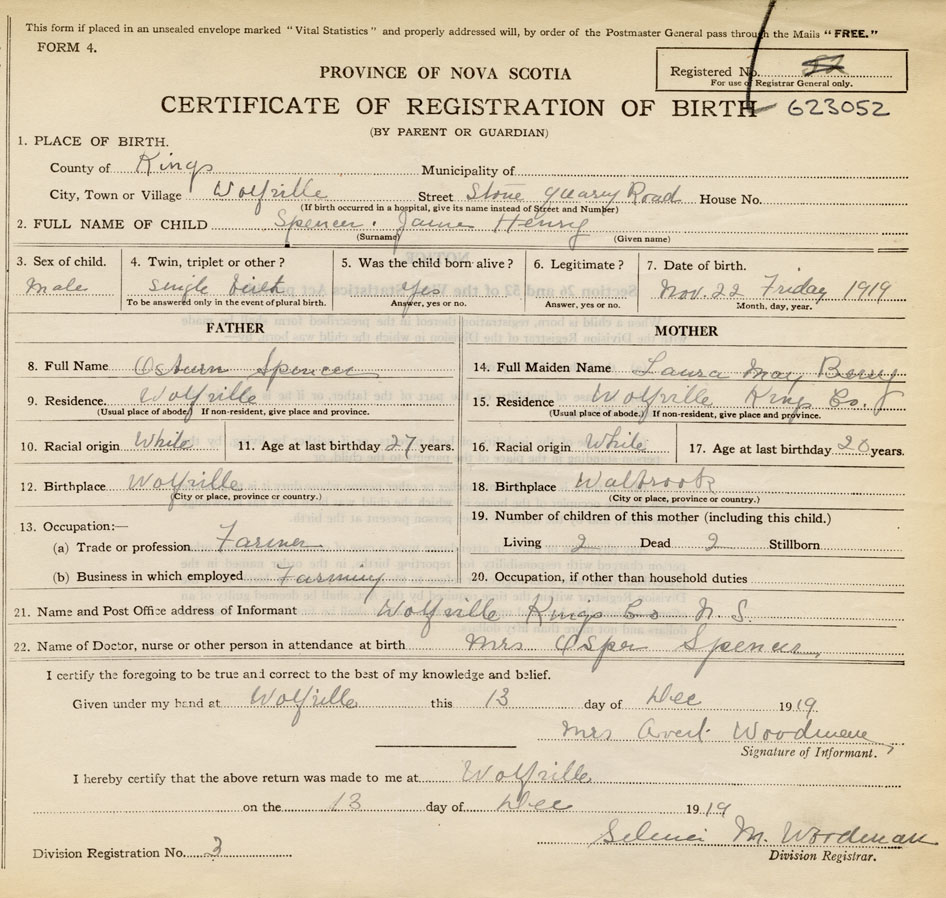 This form if placed in an unsealed envelope marked "Vital Statistics" and properly addressed will, by order of the Postmaster General pass through the Mails "FREE."
FORM 4.
PROVINCE OF NOVA SCOTIA
Registered No. 52
For use of Registrar General only.
CERTIFICATE OF REGISTRATION OF BIRTH 623052
(BY PARENT OR GUARDIAN)
1. PLACE OF BIRTH.
County of Kings Municipality of
City, Town or Village Wolfville Street Stone quarry Road House No.
(If birth occurred in a hospital, give its name instead of Street and Number)
2. FULL NAME OF CHILD Spencer James Henry
(Surname) (Given name)
3. Sex of child. 4. Twin, triplet or other? 5. Was the child born alive? 6. Legitimate? 7. Date of birth.
Male single birth Yes Nov. 22 Friday 1919
To be answered only in the event of plural birth. Answer, yes or no. Answer, yes or no. Month, day, year.
FATHER MOTHER
8. Full Name Osburn Spencer 14. Full Maiden Name Laura May
9. Residence. Wolfville 15. Residence Wolfville Kings Co.
(Usual place of abode) If non-resident, give place and province. (Usual place of abode.) If non-resident, give place and province.
10. Racial origin White 11. Age at last birthday 27 years. 16. Racial origin White 17. Age at last birthday 20 years.
12. Birthplace Wolfville 18. Birthplace Walbrook
(City or place, province or country.) (City or place, province or country.)
13. Occupation:— 19. Number of children of this mother (including this child.)
(a) Trade or profession Farmer Living 2 Dead 2 Stillborn
(b) Business in which employed Farming 20. Occupation, if other than household duties
21. Name and Post Office address of Informant Wolfville Kings Co N. S.
22. Name of Doctor, nurse or other person in attendance at birth Mrs Spencer
I certify the foregoing to be true and correct to the best of my knowledge and belief.
Given under my hand at Wolfville this 13 day of Dec 1919.
Mrs Woodman
Signature of Informant.
I hereby certify that the above return was made to me at Wolfville
on the 13 day of Dec 1919
M. Woodman
Division Registrar.
Division Registration No. 3